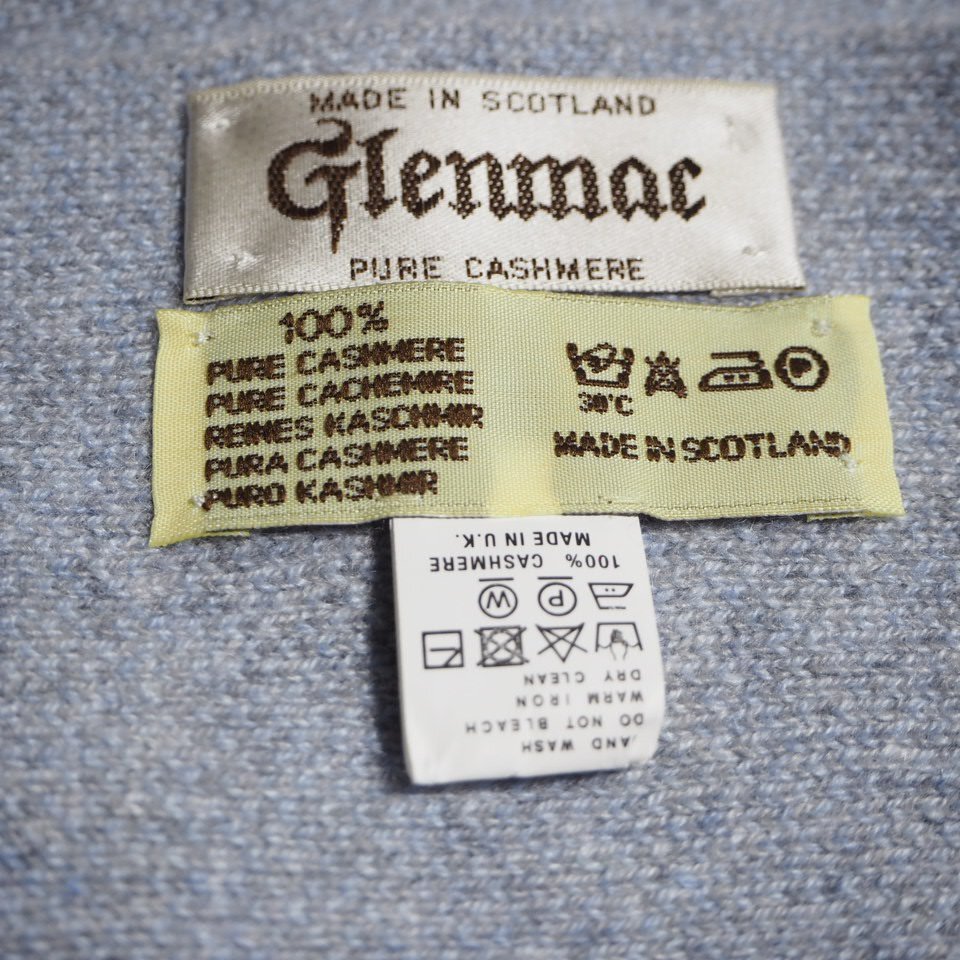 MADE IN SCOTLAND
Glenmac
PURE CASHMERE
100%
PURE CASHMERE
PURE CACHEMIRE
REINES KASCHMIR
PURA CASHMERE
PURO KASHMIR
30°C
P
MADE IN SCOTLAND
AND WASH
DO NOT BLEACH
WARM IRON
DRY CLEAN
P W
100% CASHMERE
MADE IN U.K.